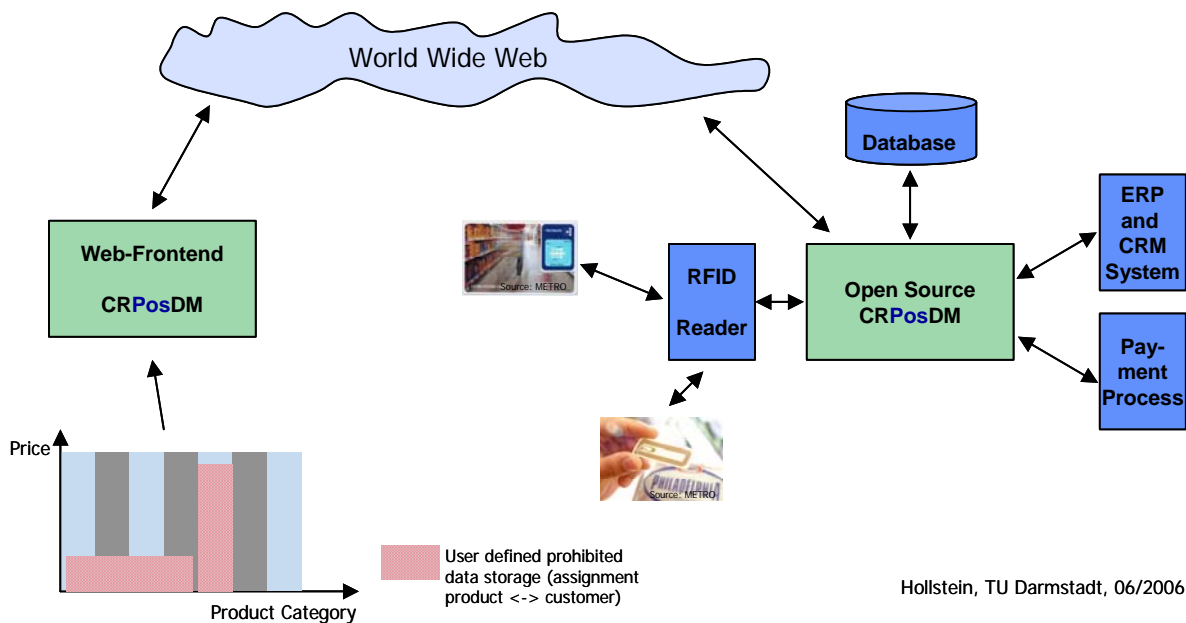 World Wide Web
Database
ERP
and
CRM
System
Web-Frontend
CRPosDM
Source: METRO
RFID
Reader
Open Source
CRPosDM
Pay-
ment
Process
Price
PHILADELPHIA
Source: METRO
User defined prohibited
data storage (assignment
product <-> customer)
Product Category
Hollstein, TU Darmstadt, 06/2006